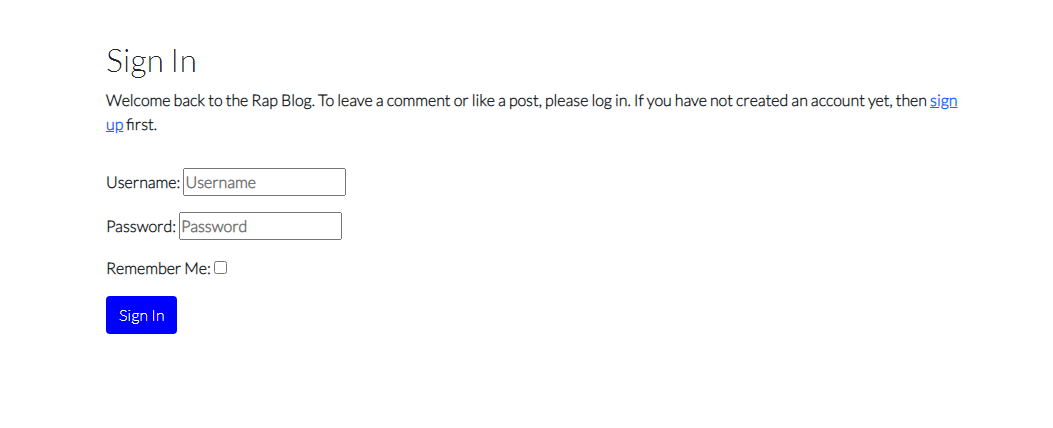 Sign In
Welcome back to the Rap Blog. To leave a comment or like a post, please log in. If you have not created an account yet, then sign
up first.
Username: Username
Password: Password
Remember Me:
Sign In